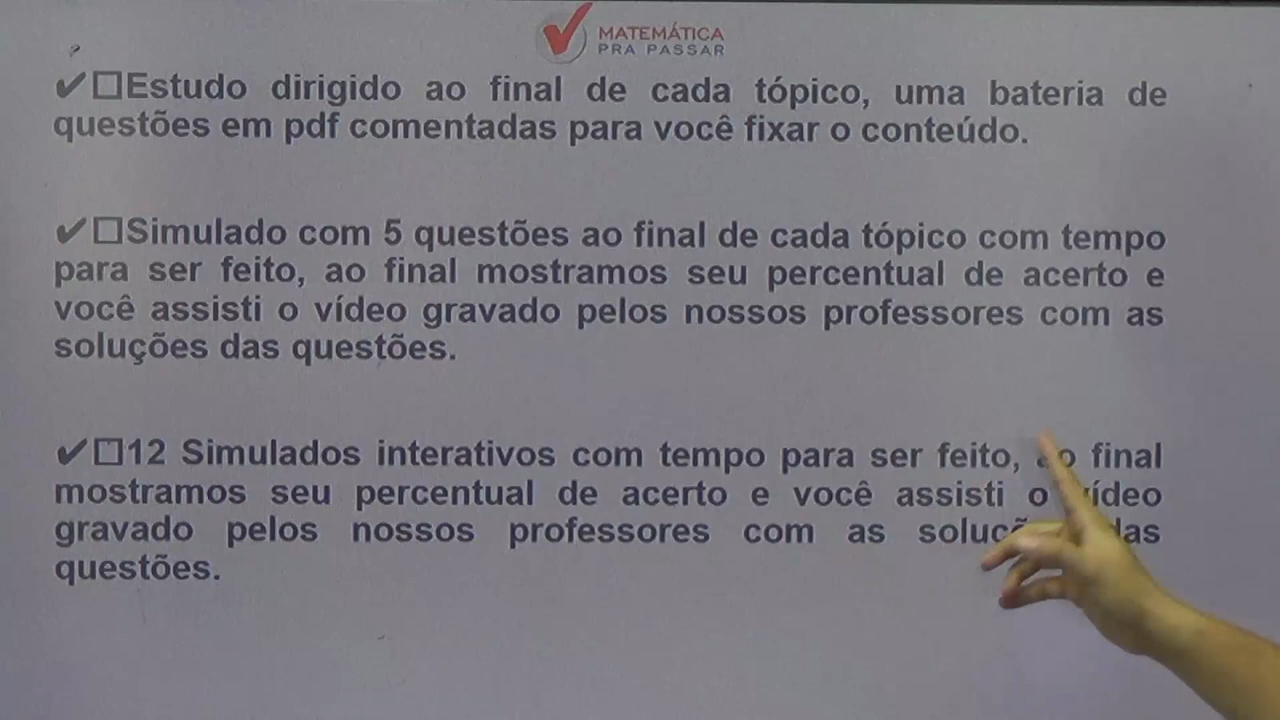 MATEMÁTICA
PRA PASSAR
✔☐Estudo dirigido ao final de cada tópico, uma bateria de
questões em pdf comentadas para você fixar o conteúdo.
✔☐Simulado com 5 questões ao final de cada tópico com tempo
para ser feito, ao final mostramos seu percentual de acerto e
você assisti o vídeo gravado pelos nossos professores com as
soluções das questões.
✔☐12 Simulados interativos com tempo para ser feito, ao final
mostramos seu percentual de acerto e você assisti o vídeo
gravado pelos nossos professores com as das
questões.